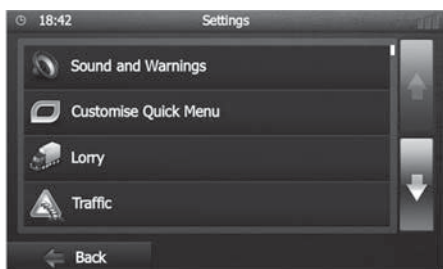 18:42 Settings
Sound and Warnings
Customise Quick Menu
Lorry
Traffic
Back